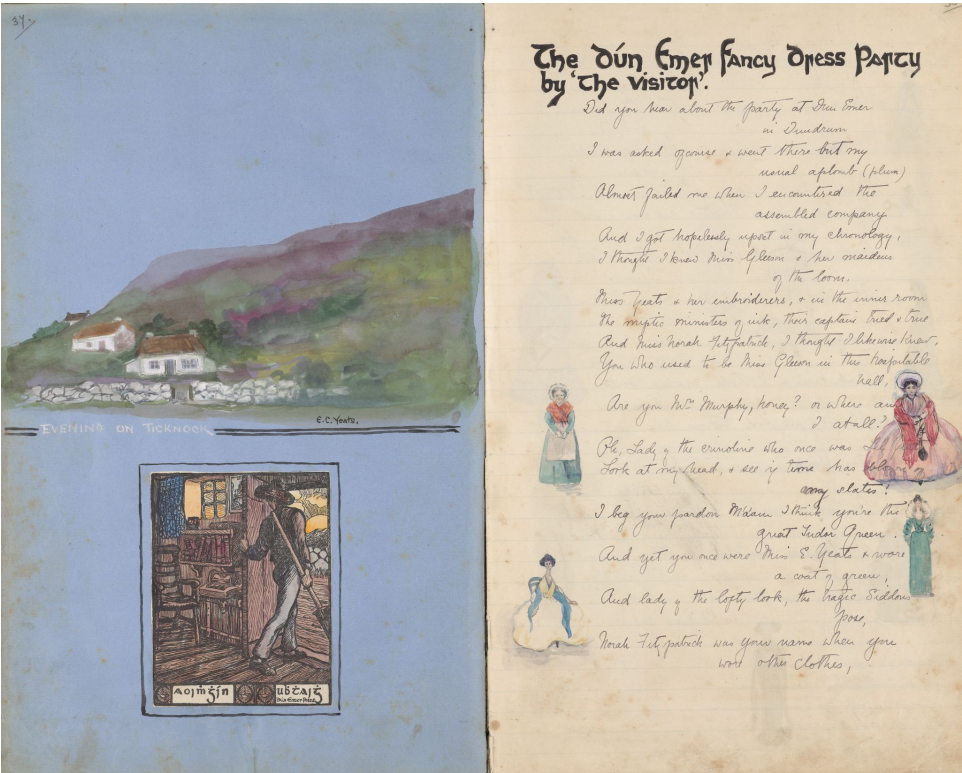 37.
E.C. Yeats.
EVENING ON TICKNOCK
Dun Emer Press
The Dún Emer Fancy Dress Party
by 'The Visitor'.
Did you hear about the party at Dun Emer
in Dundrum
I was asked of course & went there but my
usual aplomb (plum)
Almost failed me when I encountered the
assembled company
And I got hopelessly upset in my chronology,
I thought I knew Miss Gleeson & her maidens
of the loom,
Miss Yeats & her embroiderers, & in the inner room
The mystic ministers of ink, their captain tried & true
And Miss Norah Fitzpatrick, I thought I likewise knew,
You who used to be Miss Gleeson in this hospitable
hall,
Are you Mrs Murphy, honey? or where am
I at all?
Oh, Lady of the crinoline who once was
Look at my head, & see if time has
my slates!
I beg your pardon Madam I think you're the
great Tudor Queen.
And yet you once were Miss E. Yeats & wore
a coat of green,
And lady of the lofty look, the tragic Siddons
pose,
Norah Fitzpatrick was your name when you
wore other clothes,